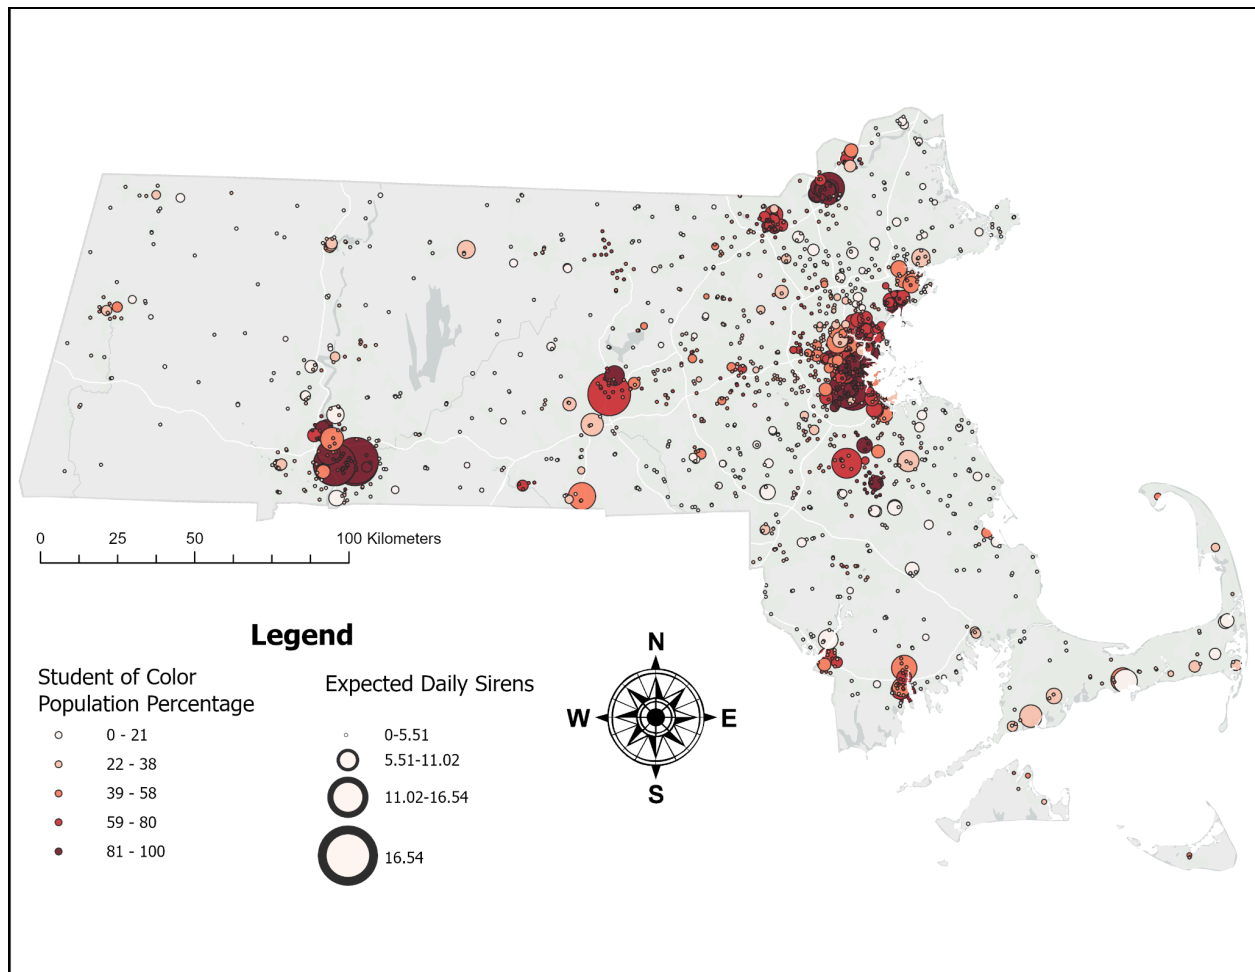 0
25
50
100 Kilometers
Legend
Student of Color
Population Percentage
0 - 21
22 - 38
39 - 58
59 - 80
81 - 100
Expected Daily Sirens
0-5.51
5.51-11.02
11.02-16.54
16.54
N
W
E
S